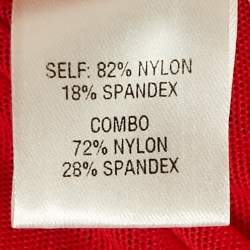 SELF: 82% NYLON
18% SPANDEX
COMBO
72% NYLON
28% SPANDEX